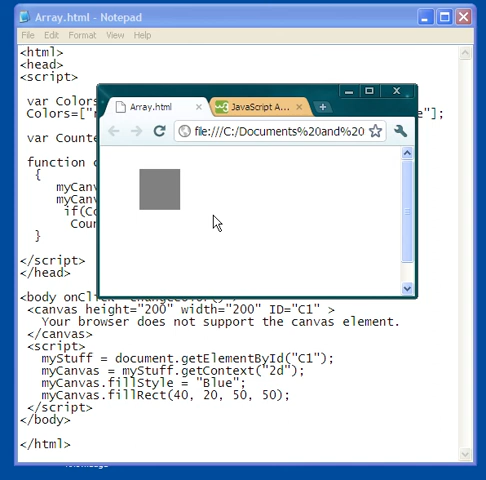 Array.html - Notepad
File Edit Format View Help
<html>
<head>
<script>
var Colors
Colors=["r
e"];
var Counte
function c
{
myCanv
myCanv
if(Co
Coun
}
</script>
</head>
Array.html
JavaScript A...
file:///C:/Documents%20and%20
<body
<canvas height="200" width="200" ID="C1" >
Your browser does not support the canvas element.
</canvas>
<script>
myStuff = document.getElementById("C1");
myCanvas = myStuff.getContext("2d");
myCanvas.fillStyle = "Blue";
myCanvas.fillRect(40, 20, 50, 50);
</script>
</body>
</html>